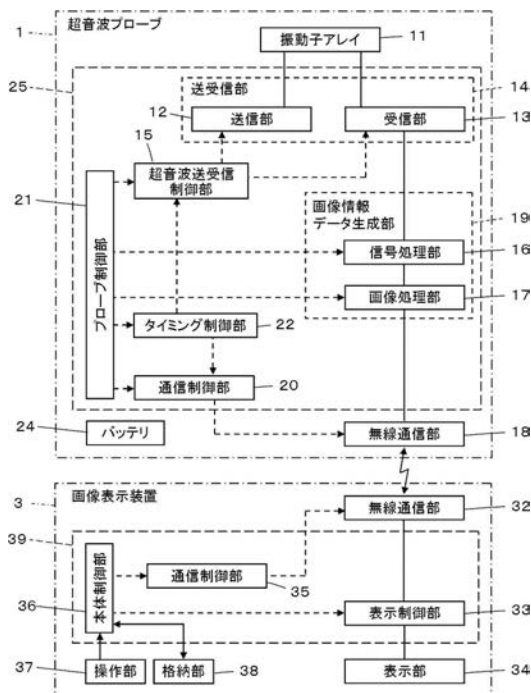 1
超音波プローブ
振動子アレイ
11
25
送受信部
14
12
送信部
受信部
13
15
超音波送受信
制御部
21
プローブ制御部
画像情報
データ生成部
19
信号処理部
16
画像処理部
17
タイミング制御部
22
通信制御部
20
24
バッテリ
無線通信部
18
3
画像表示装置
無線通信部
32
39
本体制御部
通信制御部
35
36
表示制御部
33
37
操作部
格納部
38
表示部
34